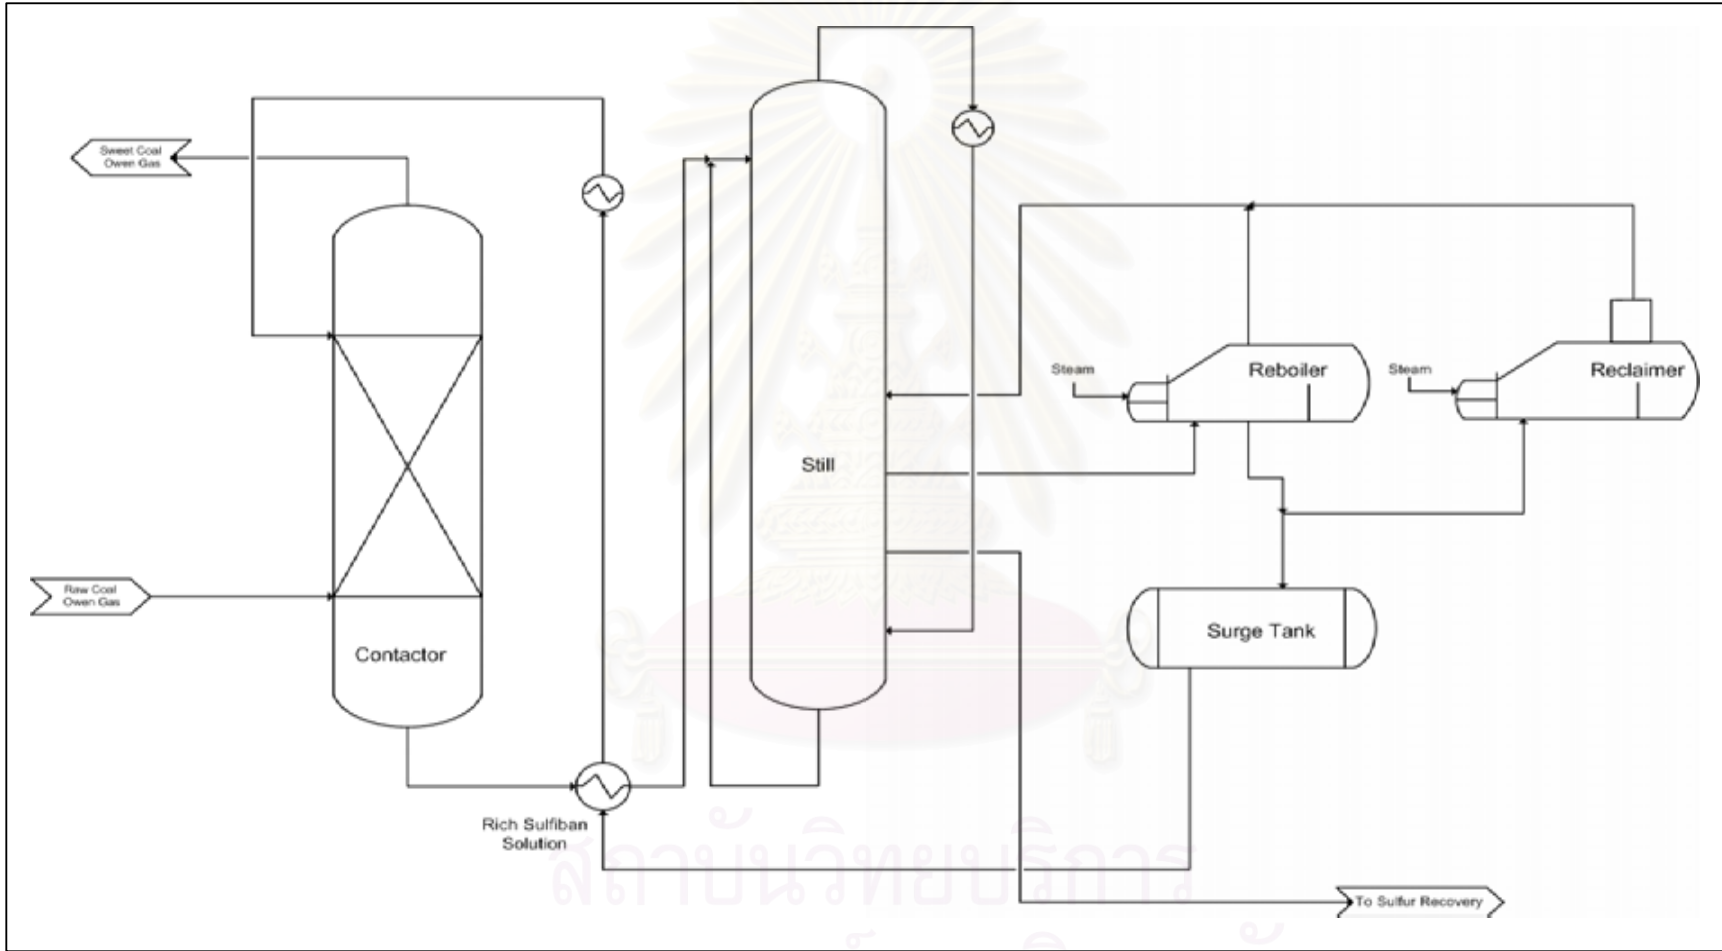 Sweet Coal
Owen Gas
Steam
Reboiler
Steam
Reclaimer
Still
Raw Coal
Owen Gas
Contactor
Surge Tank
Rich Sulfiban
Solution
To Sulfur Recovery
สถาบันวิทยบริการ